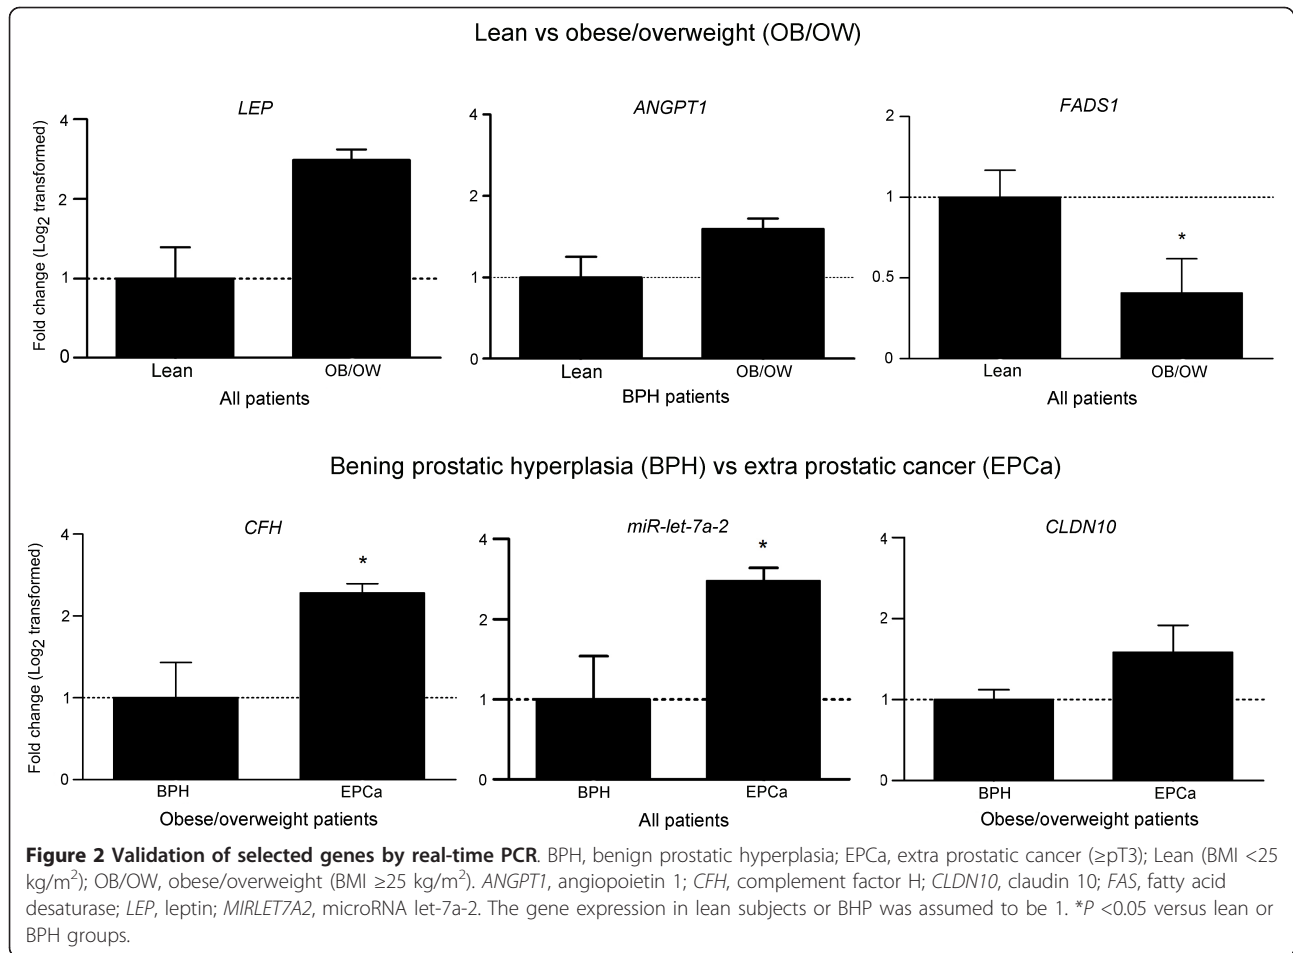 Lean vs obese/overweight (OB/OW)
LEP
ANGPT1
FADS1
Fold change (Log2 transformed)
4
2
1
0
Lean
OB/OW
All patients
4
2
1
0
Lean
OB/OW
BPH patients
2
1
0.5
0
*
Lean
OB/OW
All patients
Bening prostatic hyperplasia (BPH) vs extra prostatic cancer (EPCa)
CFH
miR-let-7a-2
CLDN10
Fold change (Log2 transformed)
4
2
1
0
*
BPH
EPCa
Obese/overweight patients
4
2
1
0
*
BPH
EPCa
All patients
4
2
1
0
BPH
EPCa
Obese/overweight patients
Figure 2 Validation of selected genes by real-time PCR. BPH, benign prostatic hyperplasia; EPCa, extra prostatic cancer (≥pT3); Lean (BMI <25
kg/m2); OB/OW, obese/overweight (BMI ≥25 kg/m2). ANGPT1, angiopoietin 1; CFH, complement factor H; CLDN10, claudin 10; FAS, fatty acid
desaturase; LEP, leptin; MIRLET7A2, microRNA let-7a-2. The gene expression in lean subjects or BHP was assumed to be 1. *P <0.05 versus lean or
BPH groups.